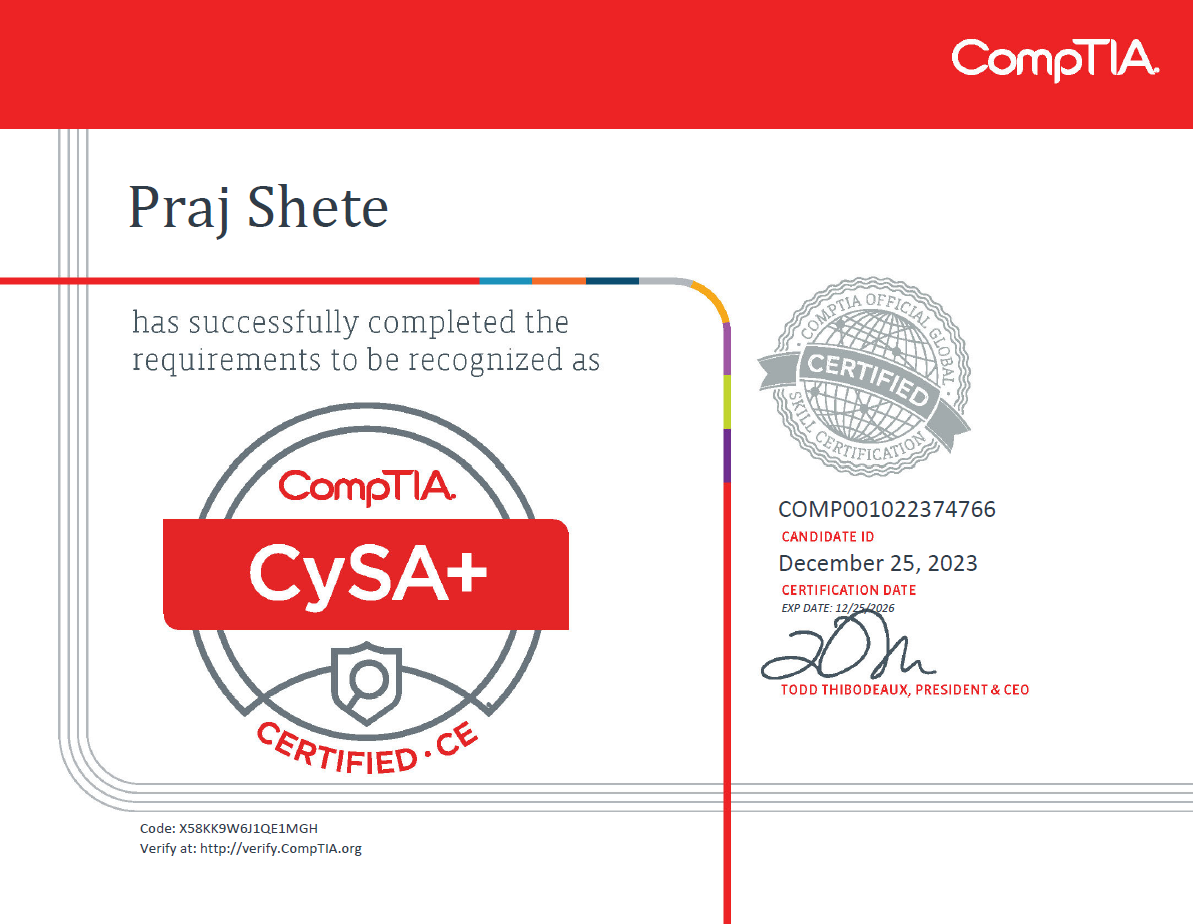 CompTIA.
Praj Shete
has successfully completed the
requirements to be recognized as
CompTIA.
CySA+
CERTIFIED · CE
COMPTIA OFFICIAL GLOBAL
CERTIFIED
SKILL CERTIFICATION
COMP001022374766
CANDIDATE ID
December 25, 2023
CERTIFICATION DATE
EXP DATE: 12/25/2026
TODD THIBODEAUX, PRESIDENT & CEO
Code: X58KK9W6J1QE1MGH
Verify at: http://verify.CompTIA.org